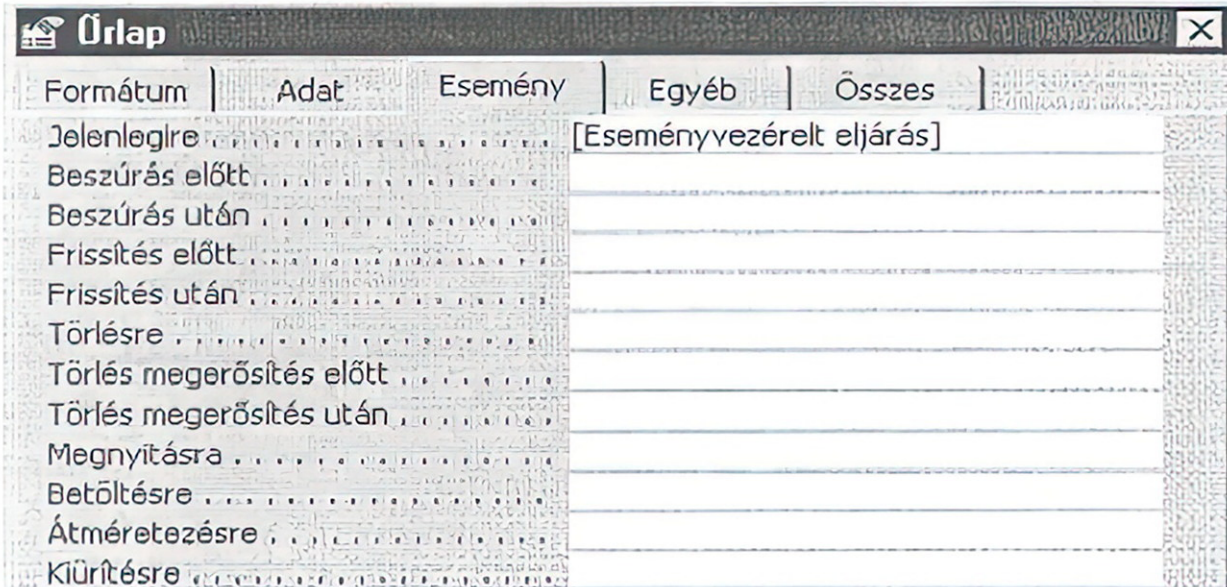 Űrlap
Formátum Adat Esemény Egyéb Összes
Jelenlegire [Eseményvezérelt eljárás]
Beszúrás előtt
Beszúrás után
Frissítés előtt
Frissítés után
Törlésre
Törlés megerősítés előtt
Törlés megerősítés után
Megnyitásra
Betöltésre
Átméretezésre
Kiürítésre